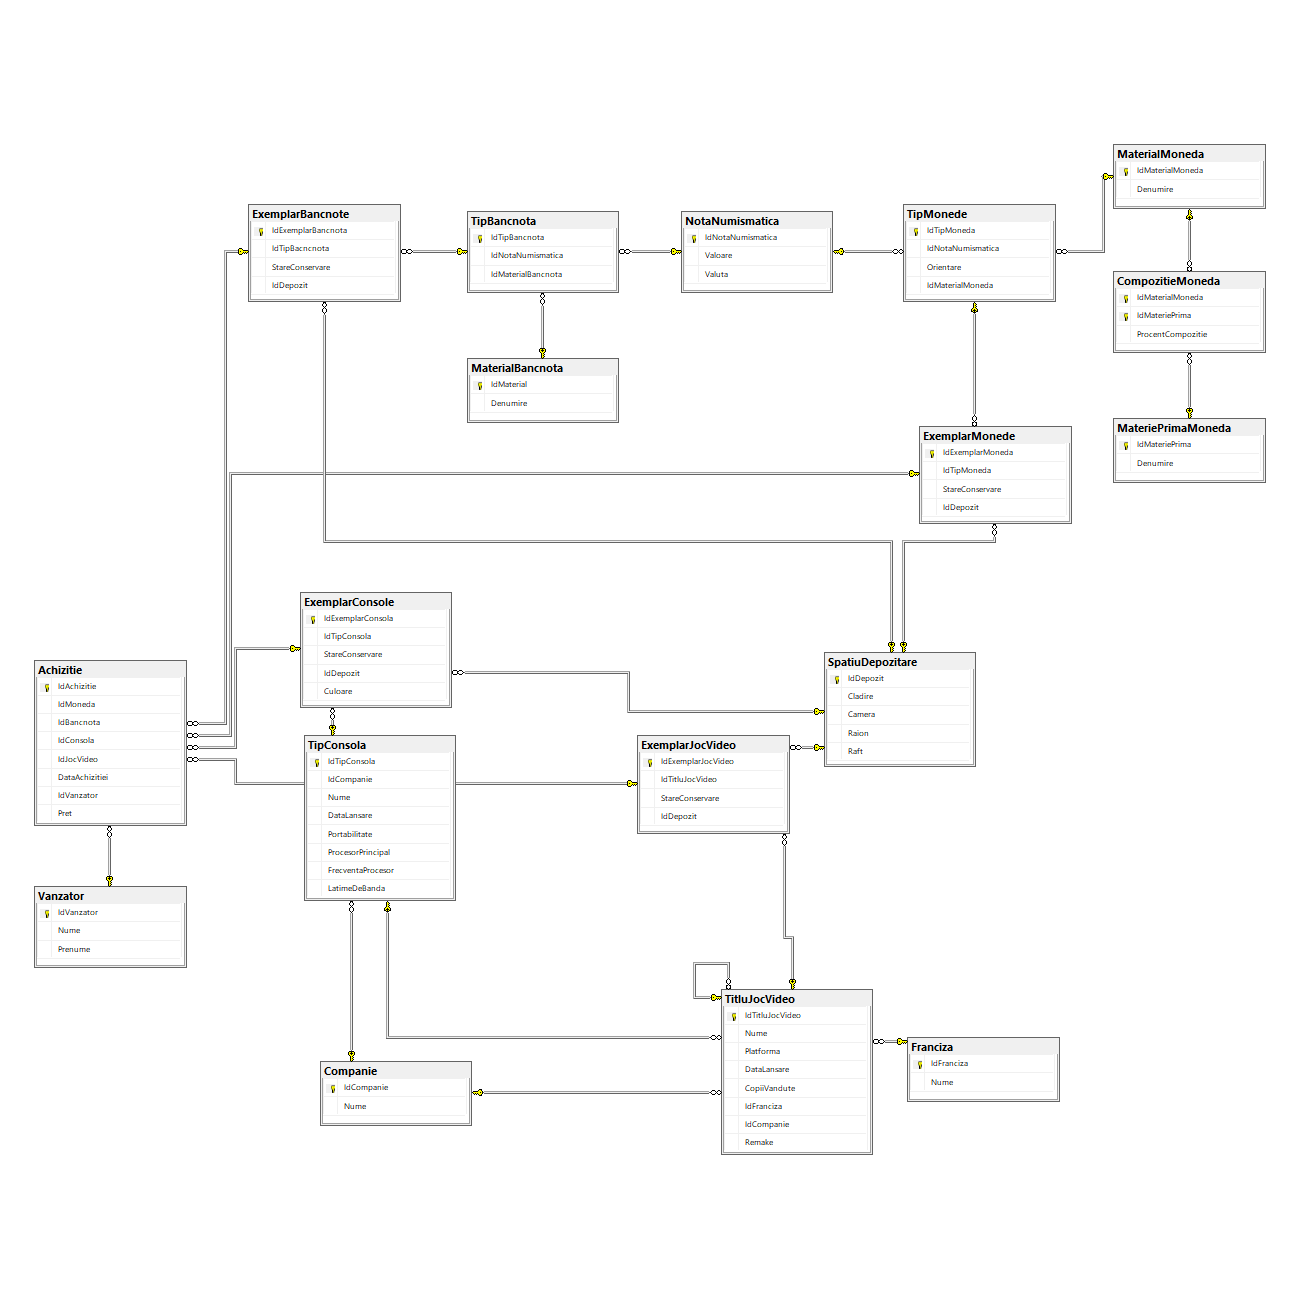 MaterialMoneda
IdMaterialMoneda
Denumire
ExemplarBancnote
IdExemplarBancnota
IdTipBacncnota
StareConservare
IdDepozit
TipBancnota
IdTipBancnota
IdNotaNumismatica
IdMaterialBancnota
NotaNumismatica
IdNotaNumismatica
Valoare
Valuta
TipMonede
IdTipMoneda
IdNotaNumismatica
Orientare
IdMaterialMoneda
CompozitieMoneda
IdMaterialMoneda
IdMateriePrima
ProcentCompozitie
MaterialBancnota
IdMaterial
Denumire
MateriePrimaMoneda
IdMateriePrima
Denumire
ExemplarMonede
IdExemplarMoneda
IdTipMoneda
StareConservare
IdDepozit
ExemplarConsole
IdExemplarConsola
IdTipConsola
StareConservare
IdDepozit
Culoare
Achizitie
IdAchizitie
IdMoneda
IdBancnota
IdConsola
IdJocVideo
DataAchizitiei
IdVanzator
Pret
SpatiuDepozitare
IdDepozit
Cladire
Camera
Raion
Raft
TipConsola
IdTipConsola
IdCompanie
Nume
DataLansare
Portabilitate
ProcesorPrincipal
FrecventaProcesor
LatimeDeBanda
ExemplarJocVideo
IdExemplarJocVideo
IdTitluJocVideo
StareConservare
IdDepozit
Vanzator
IdVanzator
Nume
Prenume
TitluJocVideo
IdTitluJocVideo
Nume
Platforma
DataLansare
CopiiVandute
IdFranciza
IdCompanie
Remake
Franciza
IdFranciza
Nume
Companie
IdCompanie
Nume